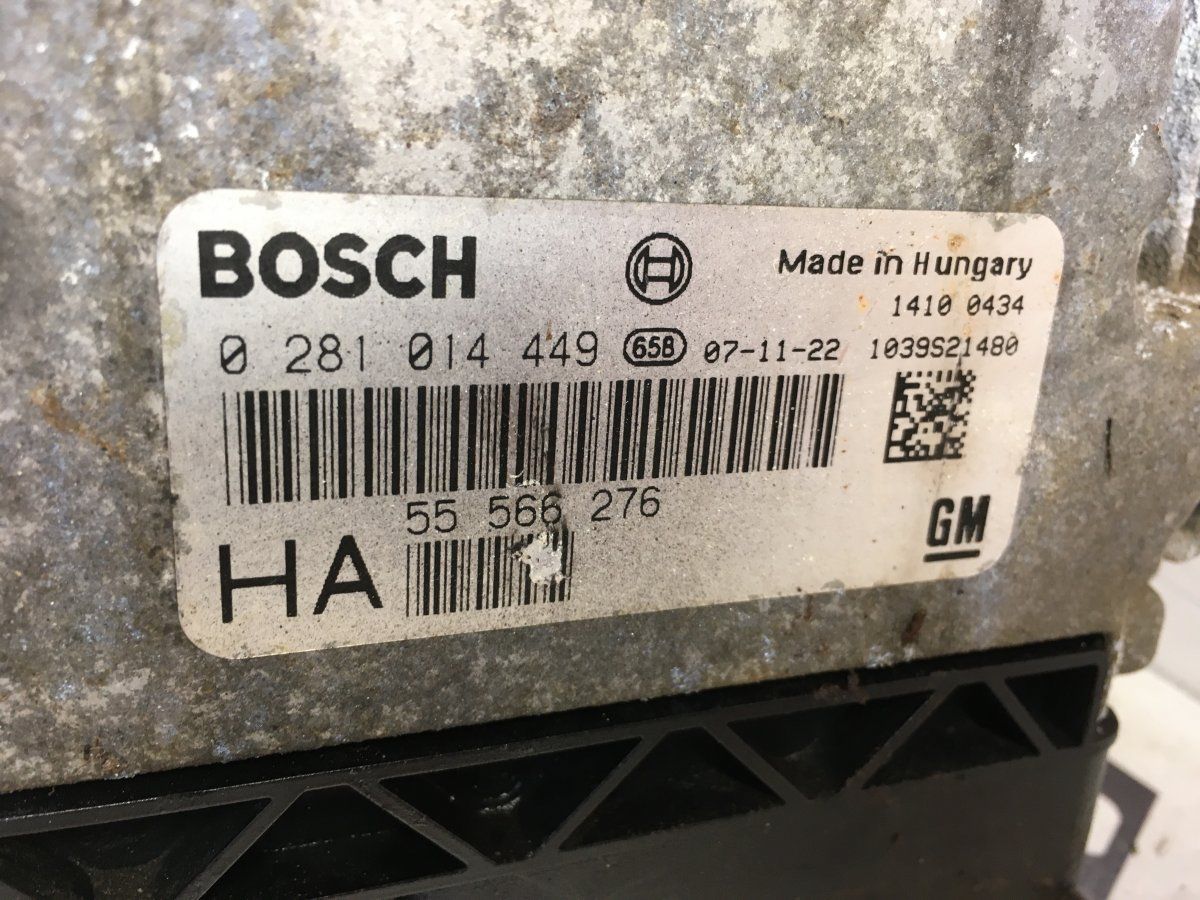 BOSCH
Made in Hungary
1410 0434
0 281 014 449 658 07-11-22 1039S21480
55 566 276
HA
GM